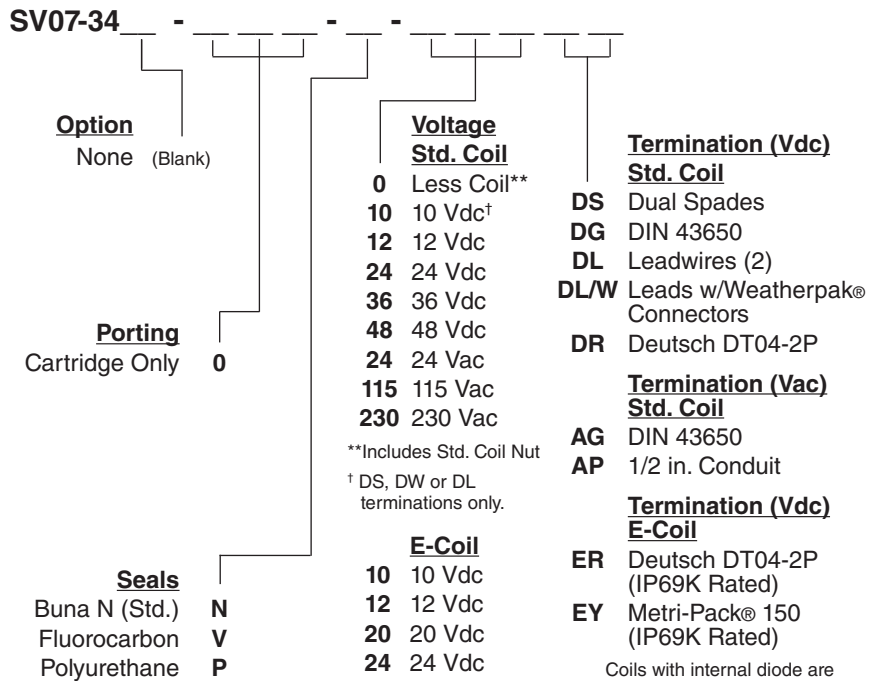 SV07-34__ - __ __ __ - __ - __ __ __ __ __
Option
None (Blank)
Porting
Cartridge Only 0
Seals
Buna N (Std.) N
Fluorocarbon V
Polyurethane P
Voltage
Std. Coil
0 Less Coil**
10 10 Vdc†
12 12 Vdc
24 24 Vdc
36 36 Vdc
48 48 Vdc
24 24 Vac
115 115 Vac
230 230 Vac
**Includes Std. Coil Nut
† DS, DW or DL
terminations only.
E-Coil
10 10 Vdc
12 12 Vdc
20 20 Vdc
24 24 Vdc
Termination (Vdc)
Std. Coil
DS Dual Spades
DG DIN 43650
DL Leadwires (2)
DL/W Leads w/Weatherpak®
Connectors
DR Deutsch DT04-2P
Termination (Vac)
Std. Coil
AG DIN 43650
AP 1/2 in. Conduit
Termination (Vdc)
E-Coil
ER Deutsch DT04-2P
(IP69K Rated)
EY Metri-Pack® 150
(IP69K Rated)
Coils with internal diode are